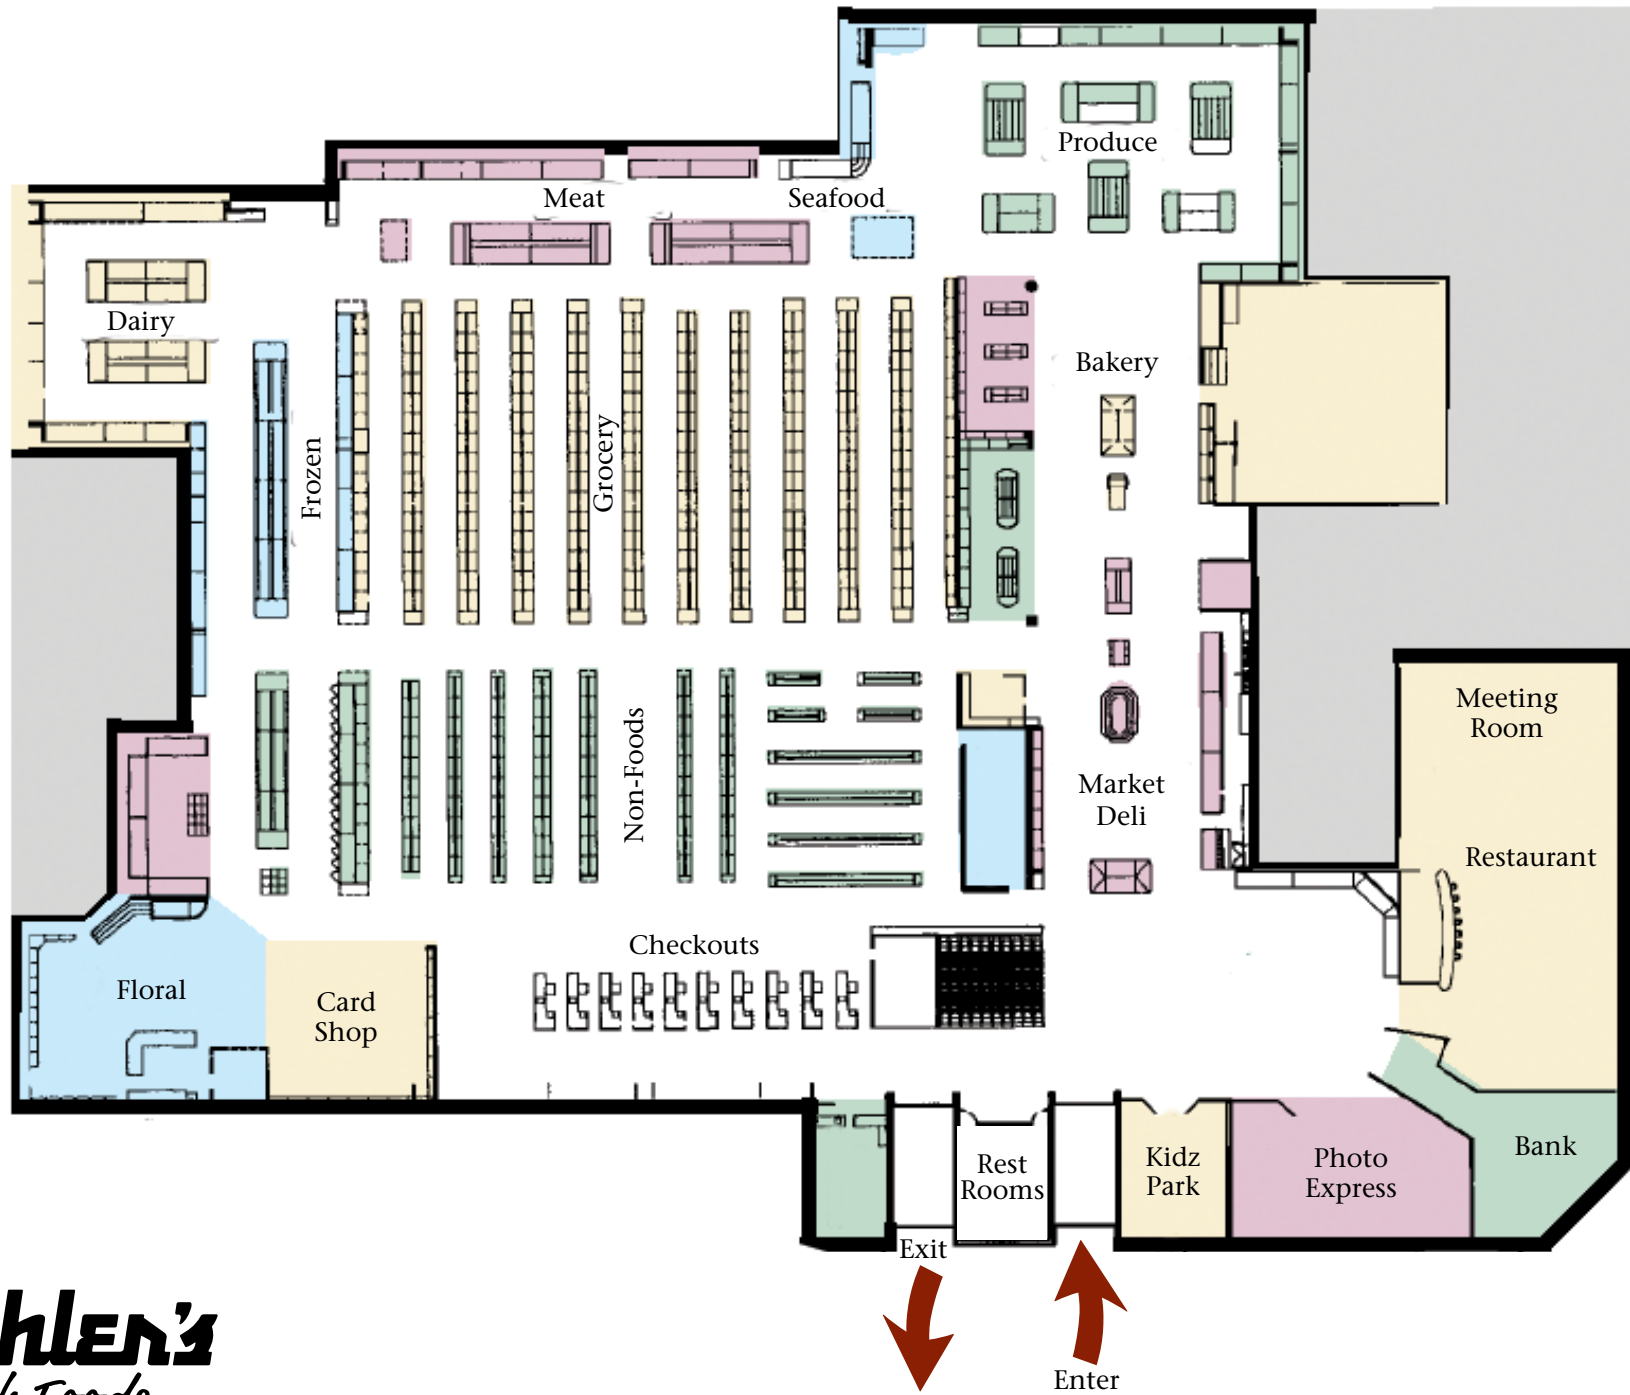 Produce
Meat
Seafood
Dairy
Bakery
Frozen
Grocery
Meeting
Room
Non-Foods
Market
Deli
Restaurant
Checkouts
Floral
Card
Shop
Rest
Rooms
Kidz
Park
Photo
Express
Bank
Exit
Enter
hlen's